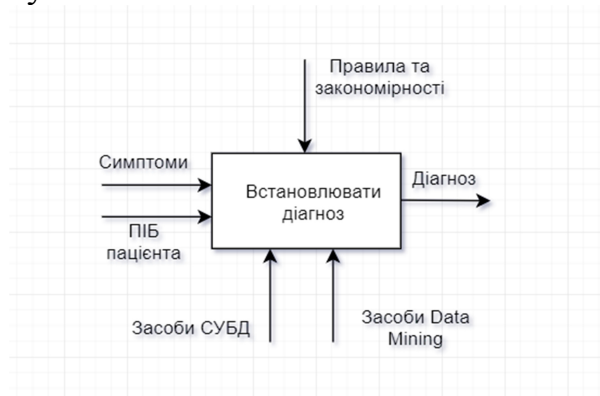 Правила та
закономірності
Симптоми
Діагноз
Встановлювати
діагноз
ПІБ
пацієнта
Засоби СУБД
Засоби Data
Mining